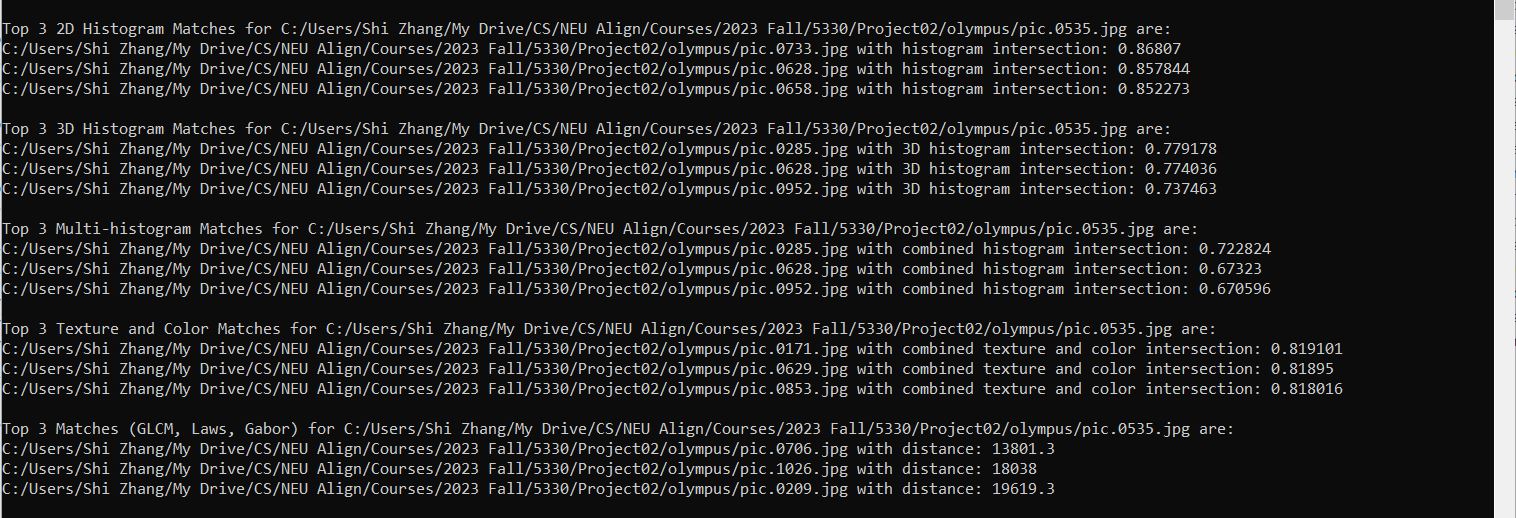 Top 3 2D Histogram Matches for C:/Users/Shi Zhang/My Drive/CS/NEU Align/Courses/2023 Fall/5330/Project02/olympus/pic.0535.jpg are:
C:/Users/Shi Zhang/My Drive/CS/NEU Align/Courses/2023 Fall/5330/Project02/olympus/pic.0733.jpg with histogram intersection: 0.86807
C:/Users/Shi Zhang/My Drive/CS/NEU Align/Courses/2023 Fall/5330/Project02/olympus/pic.0628.jpg with histogram intersection: 0.857844
C:/Users/Shi Zhang/My Drive/CS/NEU Align/Courses/2023 Fall/5330/Project02/olympus/pic.0658.jpg with histogram intersection: 0.852273
Top 3 3D Histogram Matches for C:/Users/Shi Zhang/My Drive/CS/NEU Align/Courses/2023 Fall/5330/Project02/olympus/pic.0535.jpg are:
C:/Users/Shi Zhang/My Drive/CS/NEU Align/Courses/2023 Fall/5330/Project02/olympus/pic.0285.jpg with 3D histogram intersection: 0.779178
C:/Users/Shi Zhang/My Drive/CS/NEU Align/Courses/2023 Fall/5330/Project02/olympus/pic.0628.jpg with 3D histogram intersection: 0.774036
C:/Users/Shi Zhang/My Drive/CS/NEU Align/Courses/2023 Fall/5330/Project02/olympus/pic.0952.jpg with 3D histogram intersection: 0.737463
Top 3 Multi-histogram Matches for C:/Users/Shi Zhang/My Drive/CS/NEU Align/Courses/2023 Fall/5330/Project02/olympus/pic.0535.jpg are:
C:/Users/Shi Zhang/My Drive/CS/NEU Align/Courses/2023 Fall/5330/Project02/olympus/pic.0285.jpg with combined histogram intersection: 0.722824
C:/Users/Shi Zhang/My Drive/CS/NEU Align/Courses/2023 Fall/5330/Project02/olympus/pic.0628.jpg with combined histogram intersection: 0.67323
C:/Users/Shi Zhang/My Drive/CS/NEU Align/Courses/2023 Fall/5330/Project02/olympus/pic.0952.jpg with combined histogram intersection: 0.670596
Top 3 Texture and Color Matches for C:/Users/Shi Zhang/My Drive/CS/NEU Align/Courses/2023 Fall/5330/Project02/olympus/pic.0535.jpg are:
C:/Users/Shi Zhang/My Drive/CS/NEU Align/Courses/2023 Fall/5330/Project02/olympus/pic.0171.jpg with combined texture and color intersection: 0.819101
C:/Users/Shi Zhang/My Drive/CS/NEU Align/Courses/2023 Fall/5330/Project02/olympus/pic.0629.jpg with combined texture and color intersection: 0.81895
C:/Users/Shi Zhang/My Drive/CS/NEU Align/Courses/2023 Fall/5330/Project02/olympus/pic.0853.jpg with combined texture and color intersection: 0.818016
Top 3 Matches (GLCM, Laws, Gabor) for C:/Users/Shi Zhang/My Drive/CS/NEU Align/Courses/2023 Fall/5330/Project02/olympus/pic.0535.jpg are:
C:/Users/Shi Zhang/My Drive/CS/NEU Align/Courses/2023 Fall/5330/Project02/olympus/pic.0706.jpg with distance: 13801.3
C:/Users/Shi Zhang/My Drive/CS/NEU Align/Courses/2023 Fall/5330/Project02/olympus/pic.1026.jpg with distance: 18038
C:/Users/Shi Zhang/My Drive/CS/NEU Align/Courses/2023 Fall/5330/Project02/olympus/pic.0209.jpg with distance: 19619.3